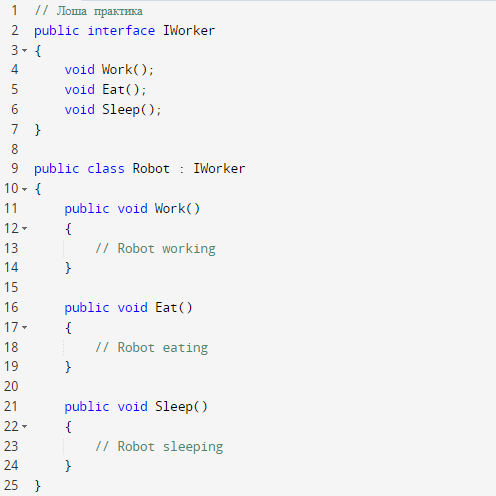 1 // Лоша практика
2 public interface IWorker
3 {
4     void Work();
5     void Eat();
6     void Sleep();
7 }
8
9 public class Robot : IWorker
10 {
11     public void Work()
12     {
13         // Robot working
14     }
15
16     public void Eat()
17     {
18         // Robot eating
19     }
20
21     public void Sleep()
22     {
23         // Robot sleeping
24     }
25 }